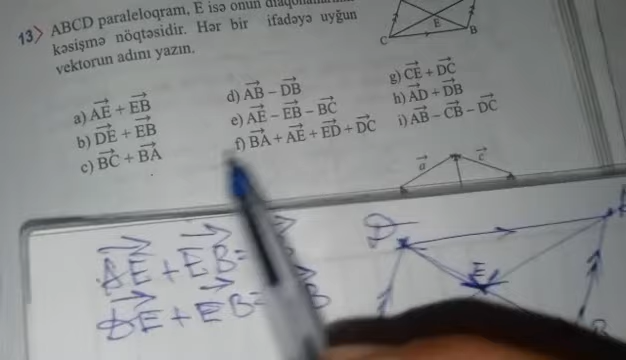 13) ABCD paraleloqram, E isə onun
kəsişmə nöqtəsidir. Hər bir ifadəyə uyğun
vektorun adını yazın.
a) AE + EB
b) DE + EB
c) BC + BA
d) AB − DB
e) AE − EB − BC
f) BA + AE + ED + DC
g) CE + DC
h) AD + DB
i) AB − CB − DC
E
C
B
a
c
AE + EB =
DE + EB =
D
E